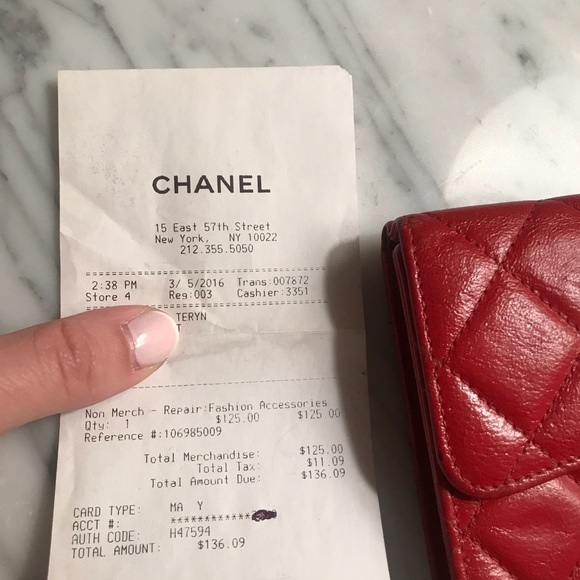 CHANEL
15 East 57th Street
New York, NY 10022
212.355.5050
2:38 PM 3/ 5/2016 Trans:007872
Store 4 Reg:003 Cashier:3351
TERYN
Non Merch - Repair:Fashion Accessories
Qty: 1 $125.00 $125.00
Reference #:106985009
Total Merchandise: $125.00
Total Tax: $11.09
Total Amount Due: $136.09
CARD TYPE: MA Y
ACCT #: ***********
AUTH CODE: H47594
TOTAL AMOUNT: $136.09